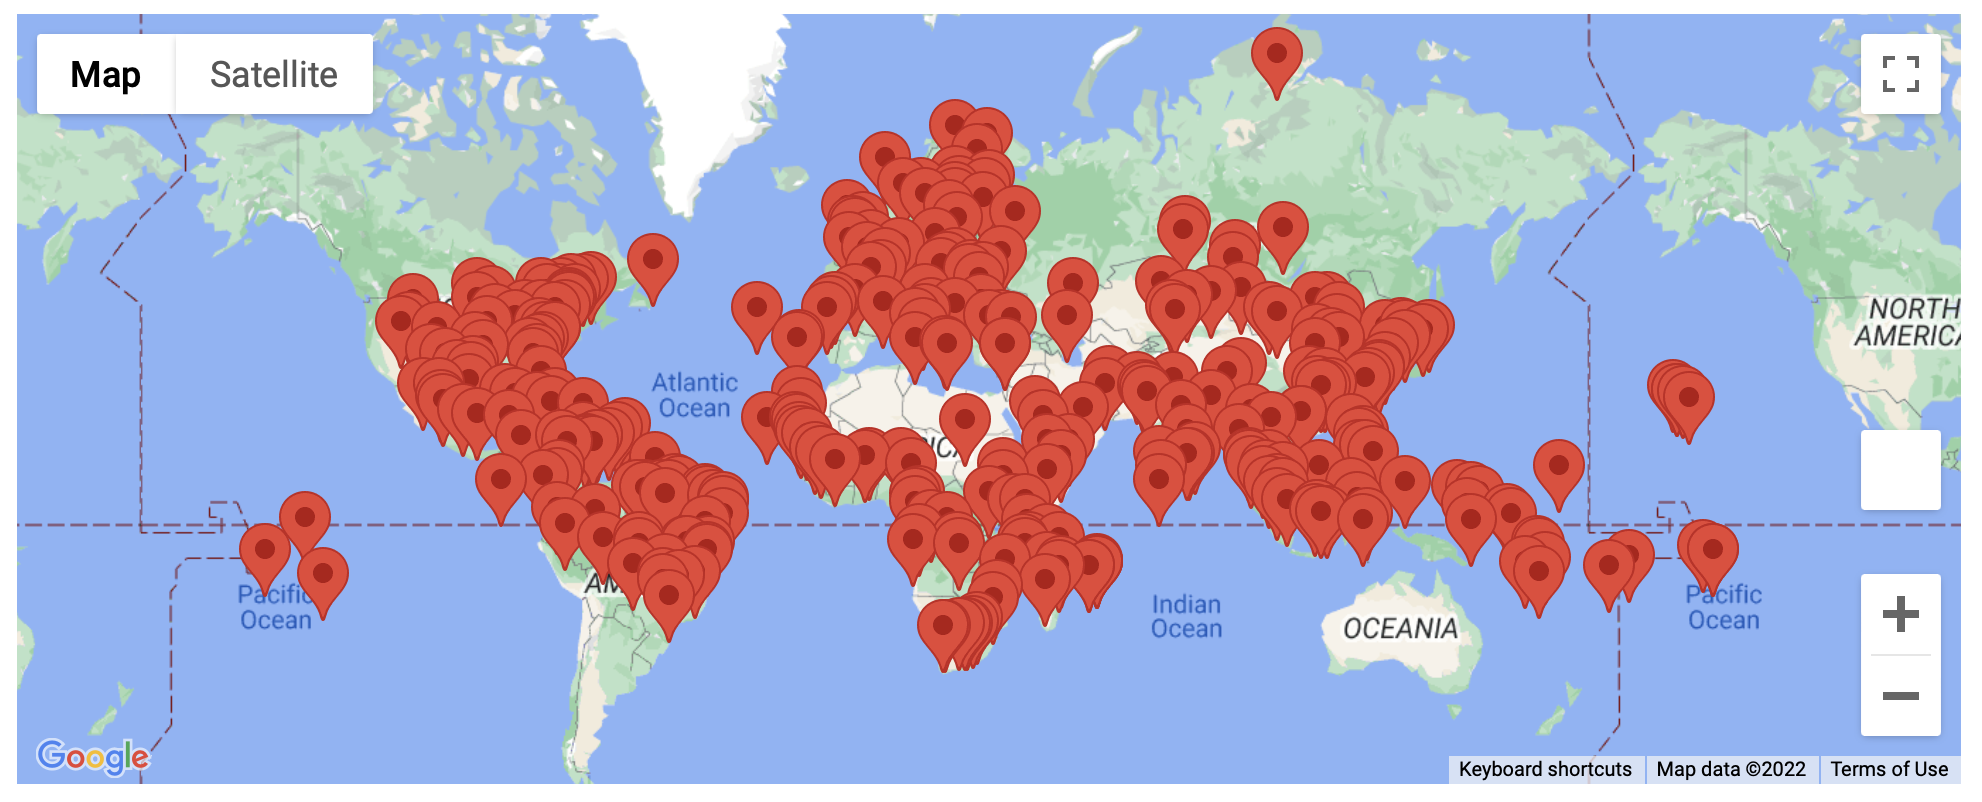 Map
Satellite
NORTH
AMERICA
Atlantic
Ocean
Pacific
Ocean
Indian
Ocean
OCEANIA
Pacific
Ocean
Google
Keyboard shortcuts
Map data ©2022
Terms of Use